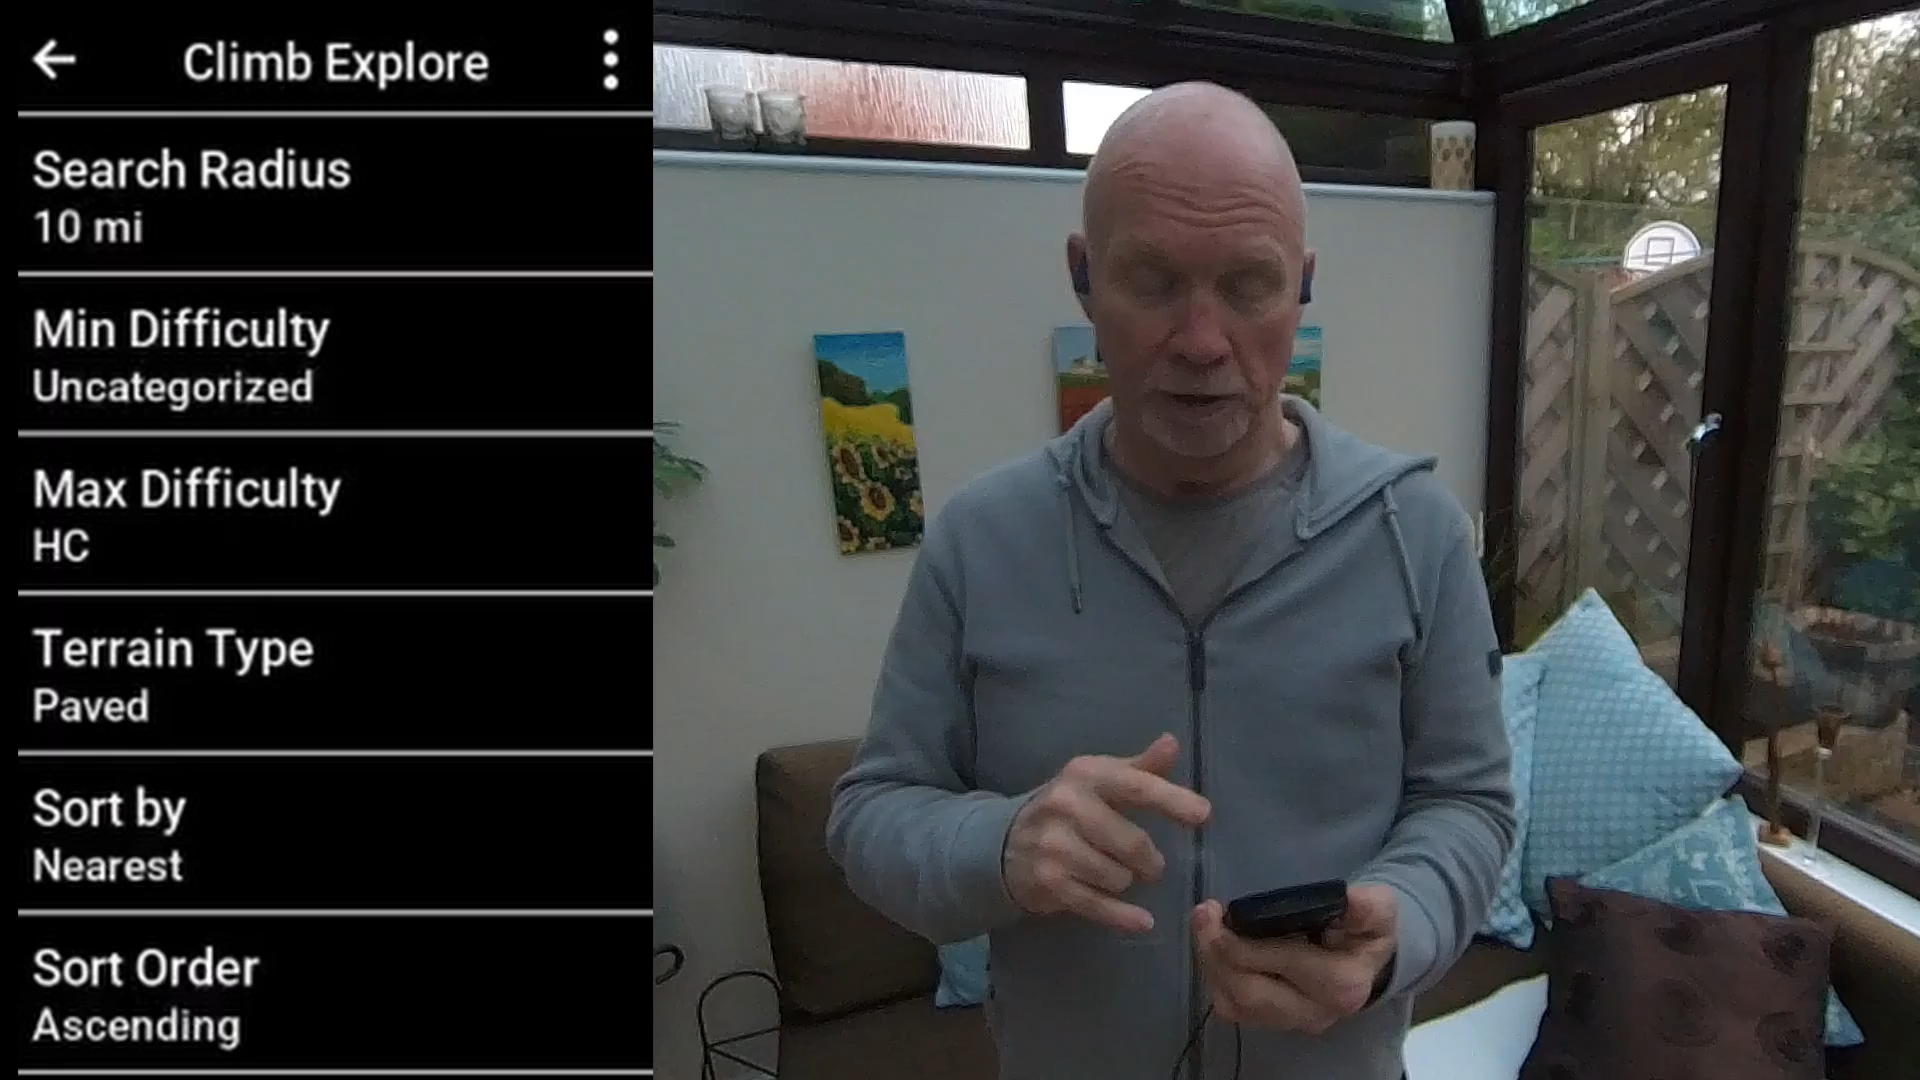 Climb Explore
Search Radius
10 mi
Min Difficulty
Uncategorized
Max Difficulty
HC
Terrain Type
Paved
Sort by
Nearest
Sort Order
Ascending